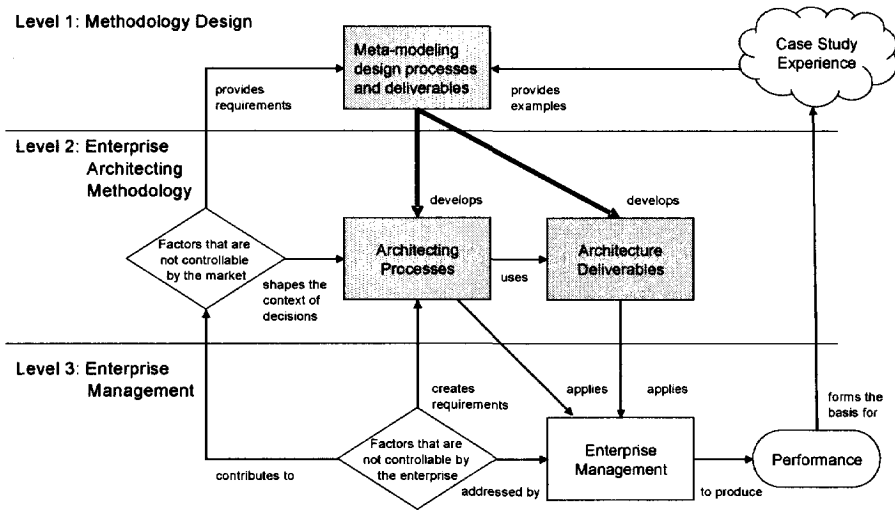 Level 1: Methodology Design
Meta-modeling
design processes
and deliverables
Case Study
Experience
provides
requirements
provides
examples
Level 2: Enterprise
Architecting
Methodology
develops
develops
Factors that are
not controllable
by the market
Architecting
Processes
Architecture
Deliverables
shapes the
context of
decisions
uses
Level 3: Enterprise
Management
creates
requirements
applies
applies
forms the
basis for
Factors that are
not controllable by
the enterprise
Enterprise
Management
Performance
contributes to
addressed by
to produce